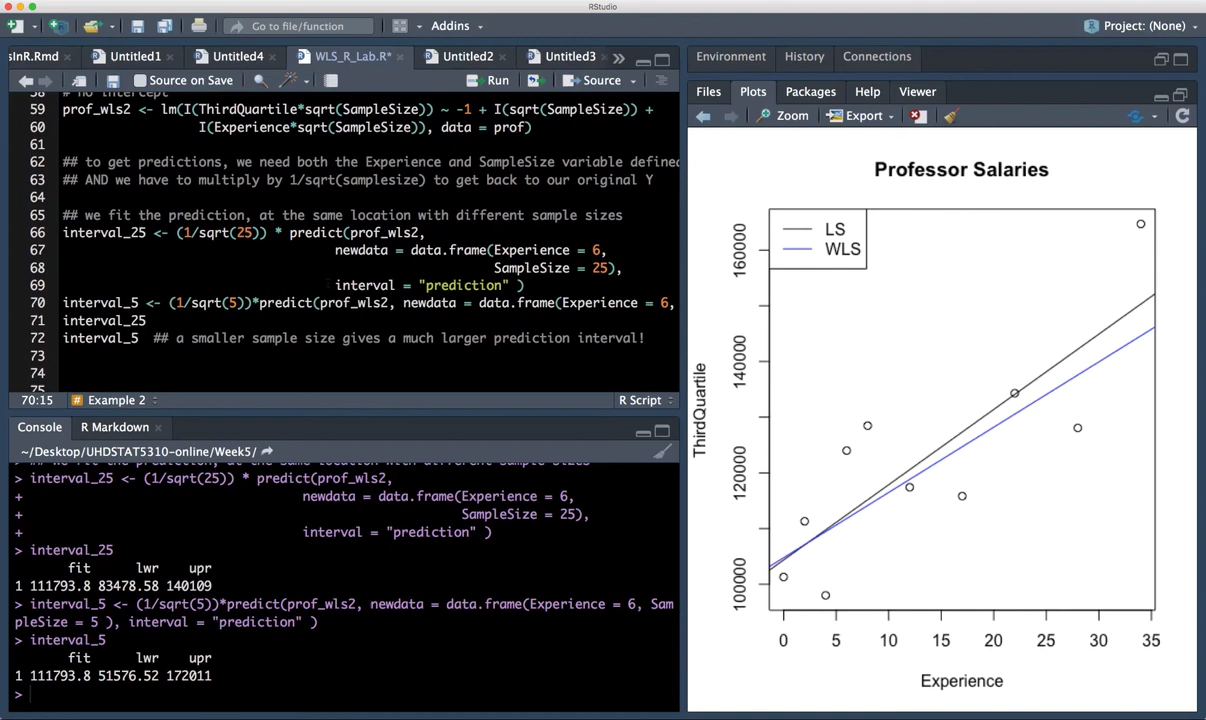 RStudio
Go to file/function
Addins
Project: (None)
sInR.Rmd
Untitled1
Untitled4
WLS_R_Lab.R*
Untitled2
Untitled3
Source on Save
Run
Source
59 prof_wls2 <- lm(I(ThirdQuartile*sqrt(SampleSize)) ~ -1 + I(sqrt(SampleSize)) +
60 I(Experience*sqrt(SampleSize)), data = prof)
61
62 ## to get predictions, we need both the Experience and SampleSize variable define
63 ## AND we have to multiply by 1/sqrt(samplesize) to get back to our original Y
64
65 ## we fit the prediction, at the same location with different sample sizes
66 interval_25 <- (1/sqrt(25)) * predict(prof_wls2,
67 newdata = data.frame(Experience = 6,
68 SampleSize = 25),
69 interval = "prediction" )
70 interval_5 <- (1/sqrt(5))*predict(prof_wls2, newdata = data.frame(Experience = 6,
71 interval_25
72 interval_5 ## a smaller sample size gives a much larger prediction interval!
73
74
75
70:15
Example 2
R Script
Console
R Markdown
~/Desktop/UHDSTAT5310-online/Week5/
> interval_25 <- (1/sqrt(25)) * predict(prof_wls2,
+ newdata = data.frame(Experience = 6,
+ SampleSize = 25),
+ interval = "prediction" )
> interval_25
fit lwr upr
1 111793.8 83478.58 140109
> interval_5 <- (1/sqrt(5))*predict(prof_wls2, newdata = data.frame(Experience = 6, Sam
pleSize = 5 ), interval = "prediction" )
> interval_5
fit lwr upr
1 111793.8 51576.52 172011
>
Environment
History
Connections
Files
Plots
Packages
Help
Viewer
Zoom
Export
Professor Salaries
LS
WLS
160000
140000
120000
100000
ThirdQuartile
0 5 10 15 20 25 30 35
Experience